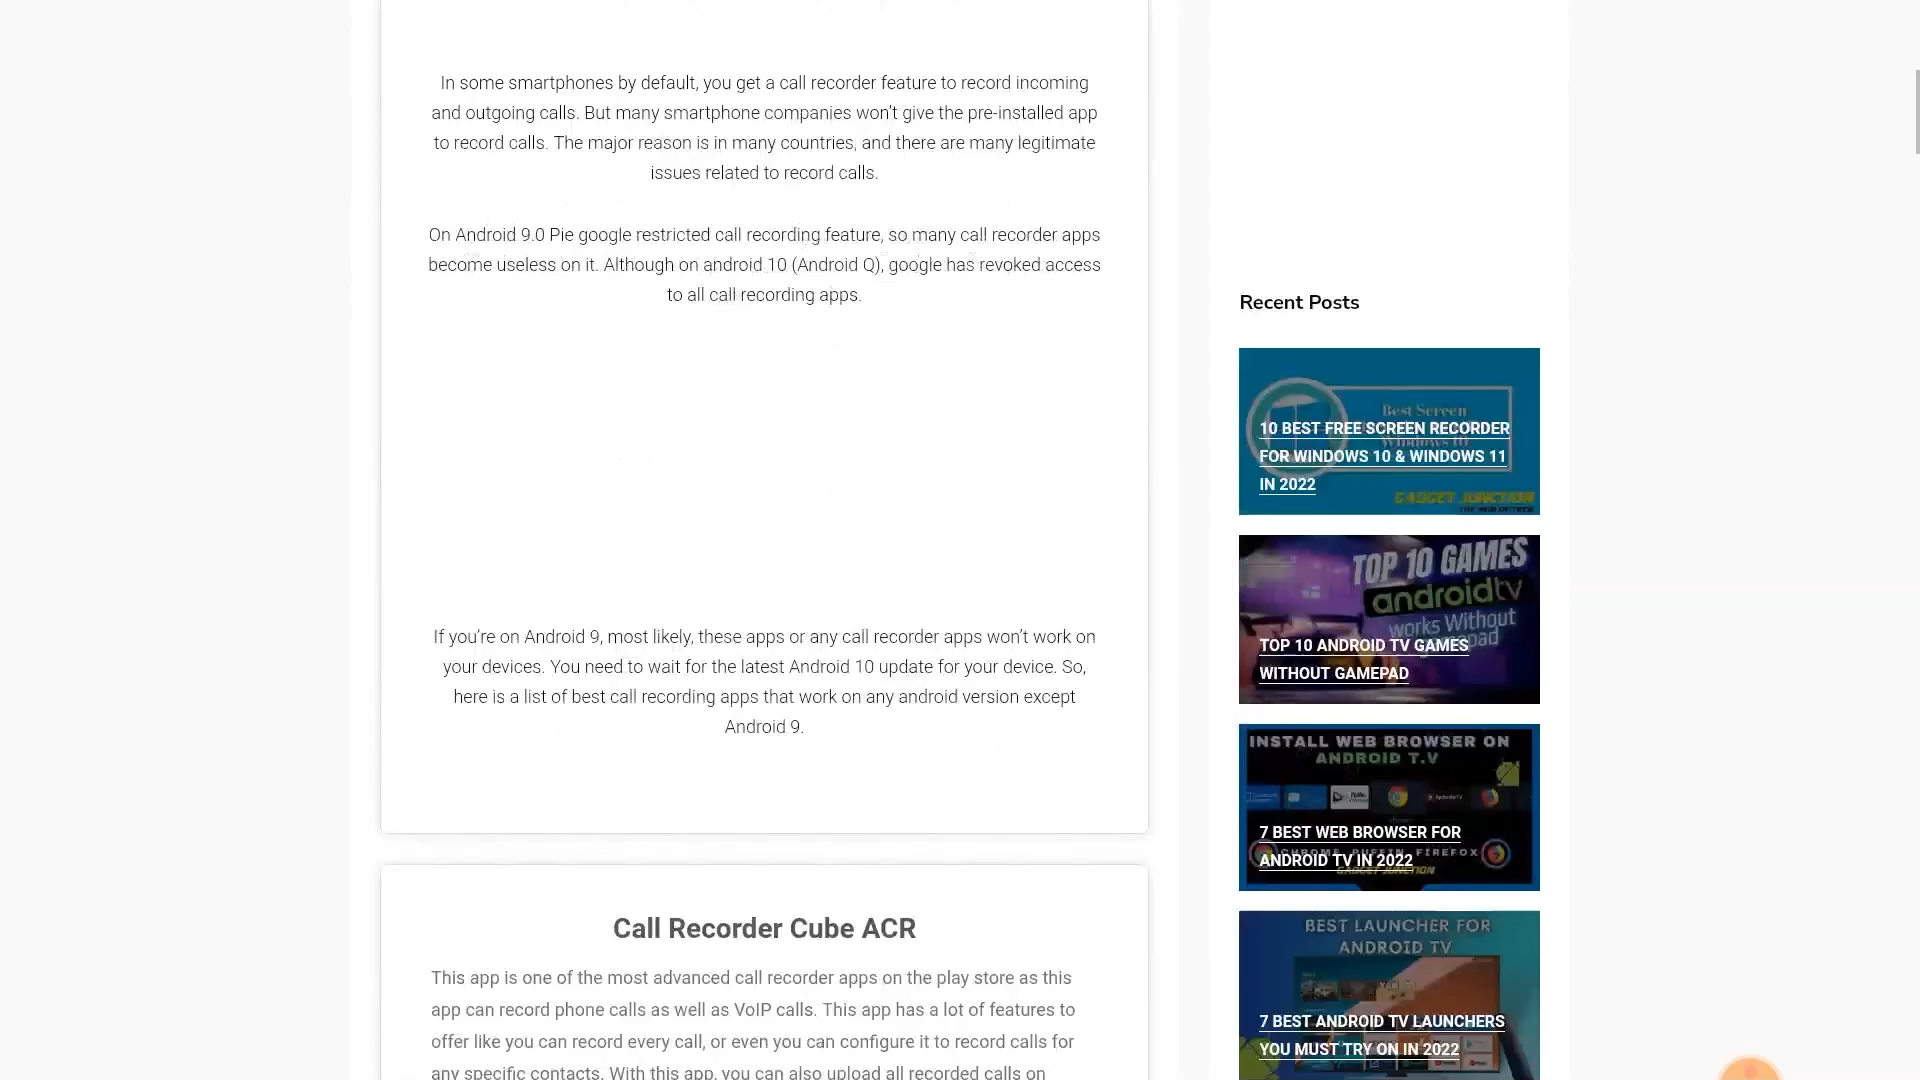 In some smartphones by default, you get a call recorder feature to record incoming
and outgoing calls. But many smartphone companies won’t give the pre-installed app
to record calls. The major reason is in many countries, and there are many legitimate
issues related to record calls.
On Android 9.0 Pie google restricted call recording feature, so many call recorder apps
become useless on it. Although on android 10 (Android Q), google has revoked access
to all call recording apps.
If you’re on Android 9, most likely, these apps or any call recorder apps won’t work on
your devices. You need to wait for the latest Android 10 update for your device. So,
here is a list of best call recording apps that work on any android version except
Android 9.
Call Recorder Cube ACR
This app is one of the most advanced call recorder apps on the play store as this
app can record phone calls as well as VoIP calls. This app has a lot of features to
offer like you can record every call, or even you can configure it to record calls for
any specific contacts. With this app, you can also upload all recorded calls on
Recent Posts
Best Screen
10 BEST FREE SCREEN RECORDER
FOR WINDOWS 10 & WINDOWS 11
IN 2022
GADGET JUNCTION
TOP 10 GAMES
androidtv
works Without
TOP 10 ANDROID TV GAMES
WITHOUT GAMEPAD
INSTALL WEB BROWSER ON
ANDROID T.V
7 BEST WEB BROWSER FOR
CHROME, PUFFIN, FIREFOX
ANDROID TV IN 2022
GADGET JUNCTION
BEST LAUNCHER FOR
ANDROID TV
7 BEST ANDROID TV LAUNCHERS
YOU MUST TRY ON IN 2022